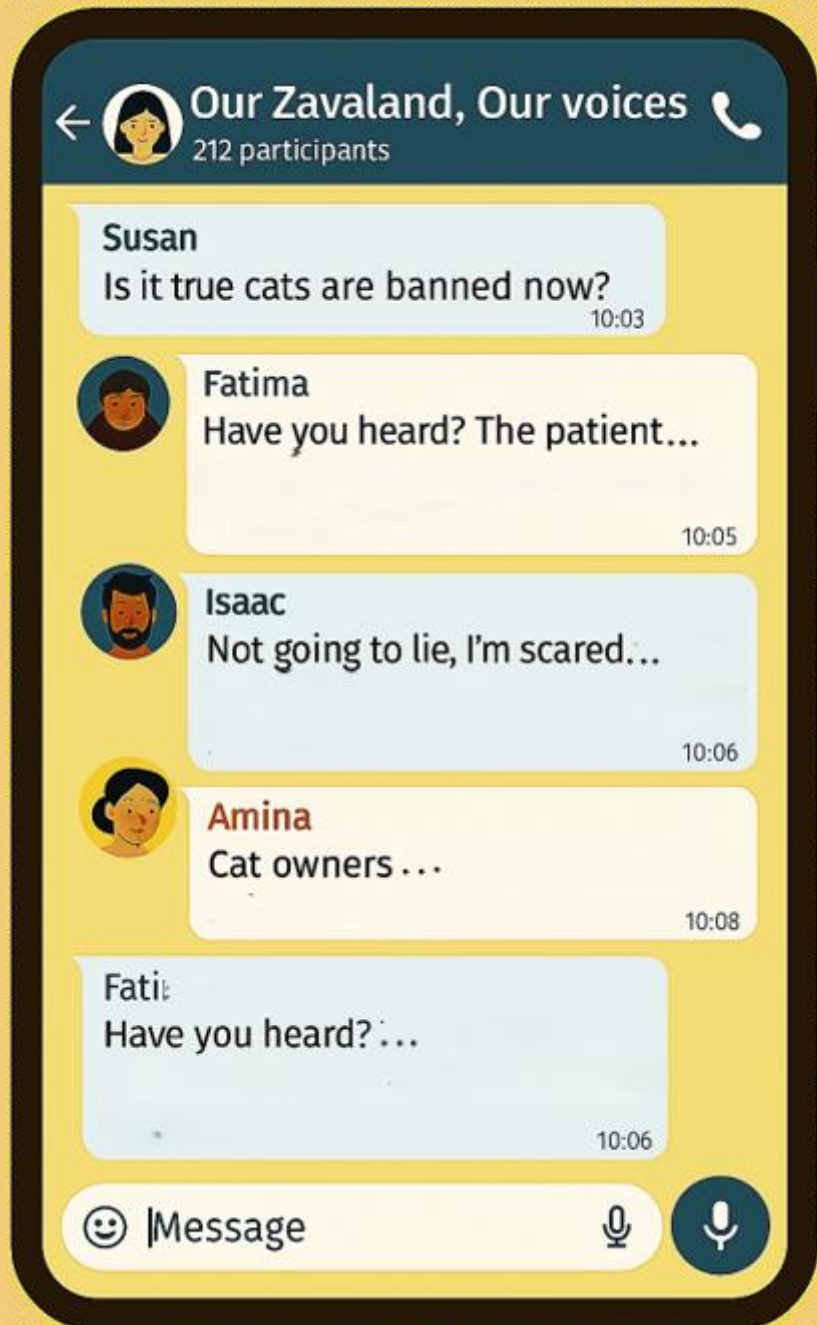 Our Zavaland, Our voices
212 participants
Susan
Is it true cats are banned now?
10:03
Fatima
Have you heard? The patient...
10:05
Isaac
Not going to lie, I'm scared...
10:06
Amina
Cat owners ...
10:08
Have you heard? ...
10:06
Message